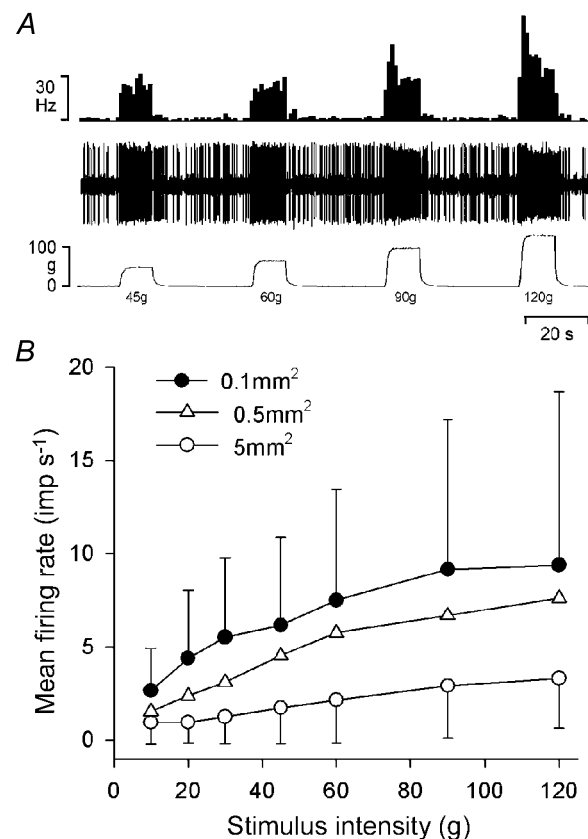 A
30
Hz
100
g
0
45g
60g
90g
120g
20 s
B
20
15
10
5
0
0.1mm²
0.5mm²
5mm²
Mean firing rate (imp s⁻¹)
0 20 40 60 80 100 120
Stimulus intensity (g)